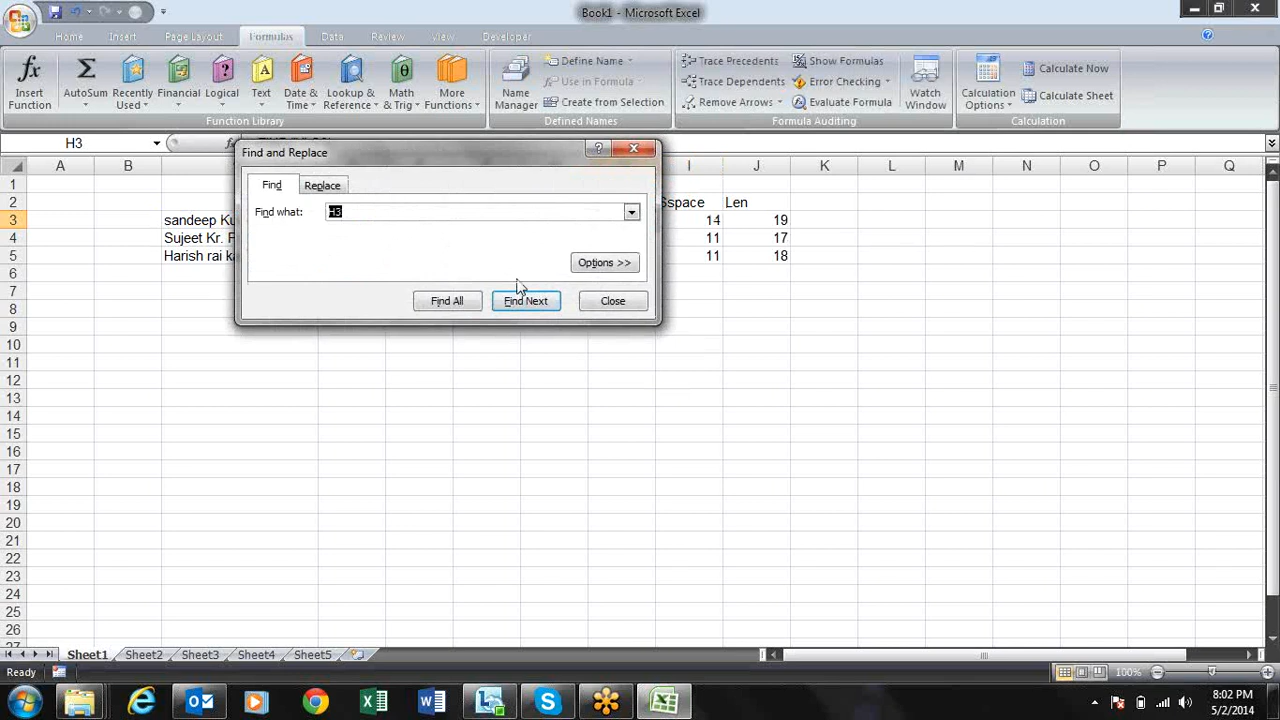 Book1 - Microsoft Excel
Home Insert Page Layout Formulas Data Review View Developer
Insert Function
AutoSum
Recently Used
Financial
Logical
Text
Date & Time
Lookup & Reference
Math & Trig
More Functions
Function Library
Name Manager
Define Name
Use in Formula
Create from Selection
Defined Names
Trace Precedents
Trace Dependents
Remove Arrows
Show Formulas
Error Checking
Evaluate Formula
Formula Auditing
Watch Window
Calculation Options
Calculate Now
Calculate Sheet
Calculation
H3
Find and Replace
Find Replace
Find what: H3
Options >>
Find All Find Next Close
A B I J K L M N O P Q
1
2 Sspace Len
3 sandeep Ku 14 19
4 Sujeet Kr. 11 17
5 Harish rai ka 11 18
6
7
8
9
10
11
12
13
14
15
16
17
18
19
20
21
22
23
24
25
26
27
Sheet1 Sheet2 Sheet3 Sheet4 Sheet5
Ready 100%
8:02 PM
5/2/2014